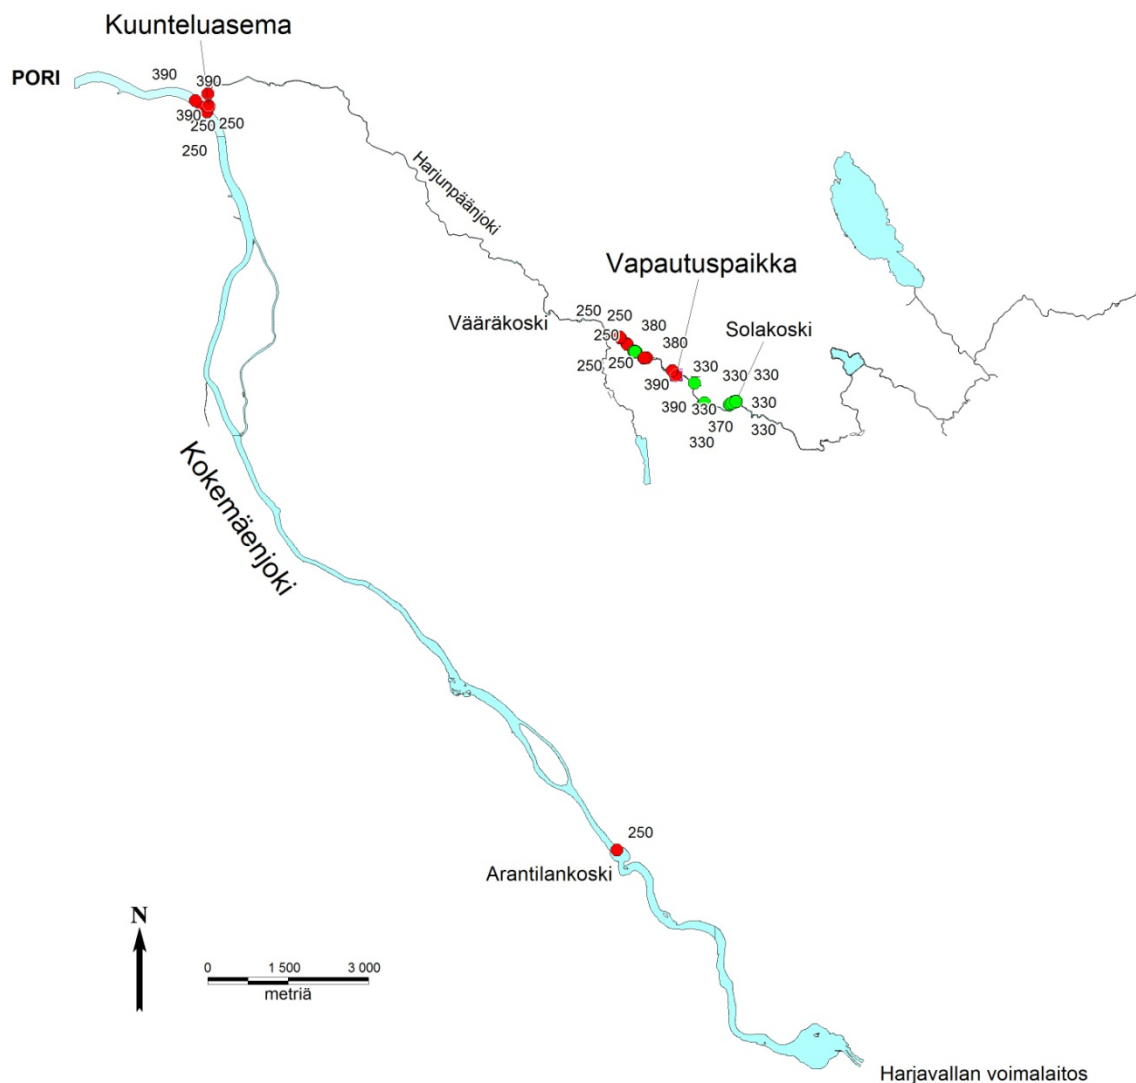 Kuunteluasema
PORI
390
390
390
250 250
250
Harjunpäänjoki
Vapautuspaikka
Vääräkoski
250
250
380
Solakoski
250
380
250
250
330
390
330
330
390
330
330
370
330
330
Kokemäenjoki
250
Arantilankoski
N
0 1 500 3 000
metriä
Harjavallan voimalaitos